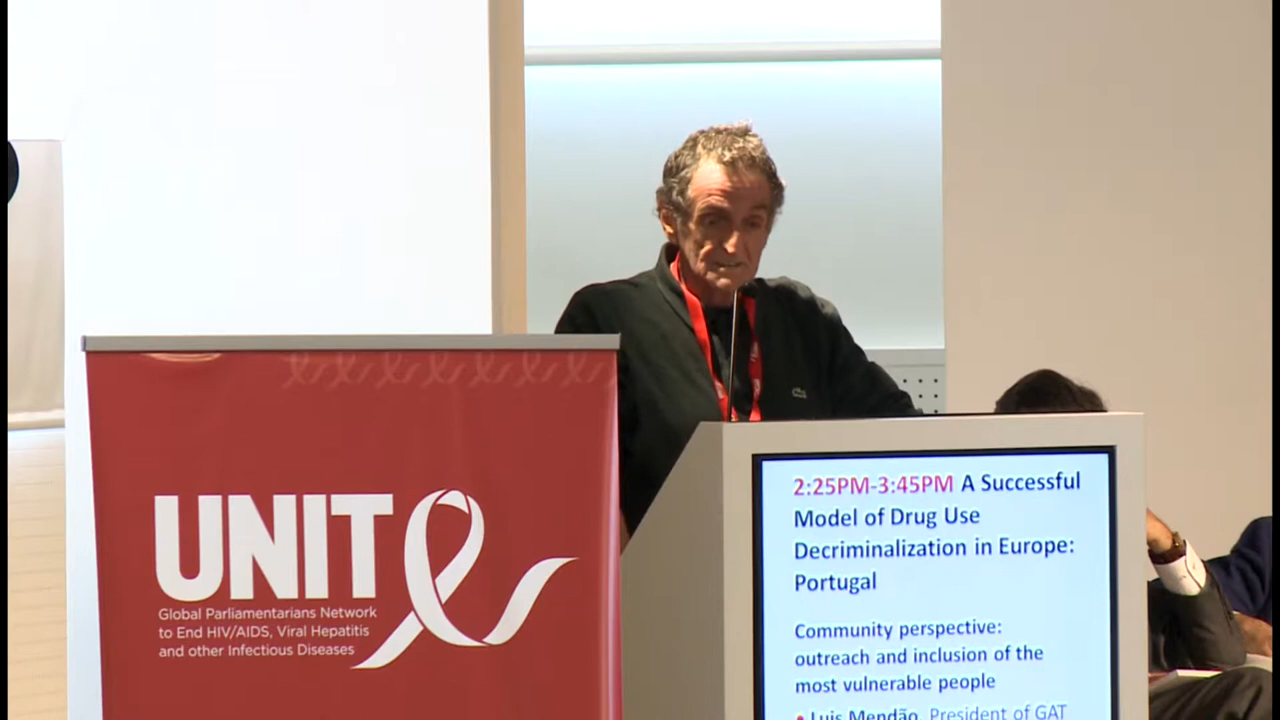 UNITE
Global Parliamentarians Network
to End HIV/AIDS, Viral Hepatitis
and other Infectious Diseases
2:25PM-3:45PM A Successful
Model of Drug Use
Decriminalization in Europe:
Portugal
Community perspective:
outreach and inclusion of the
most vulnerable people
• Luis Mendão, President of GAT